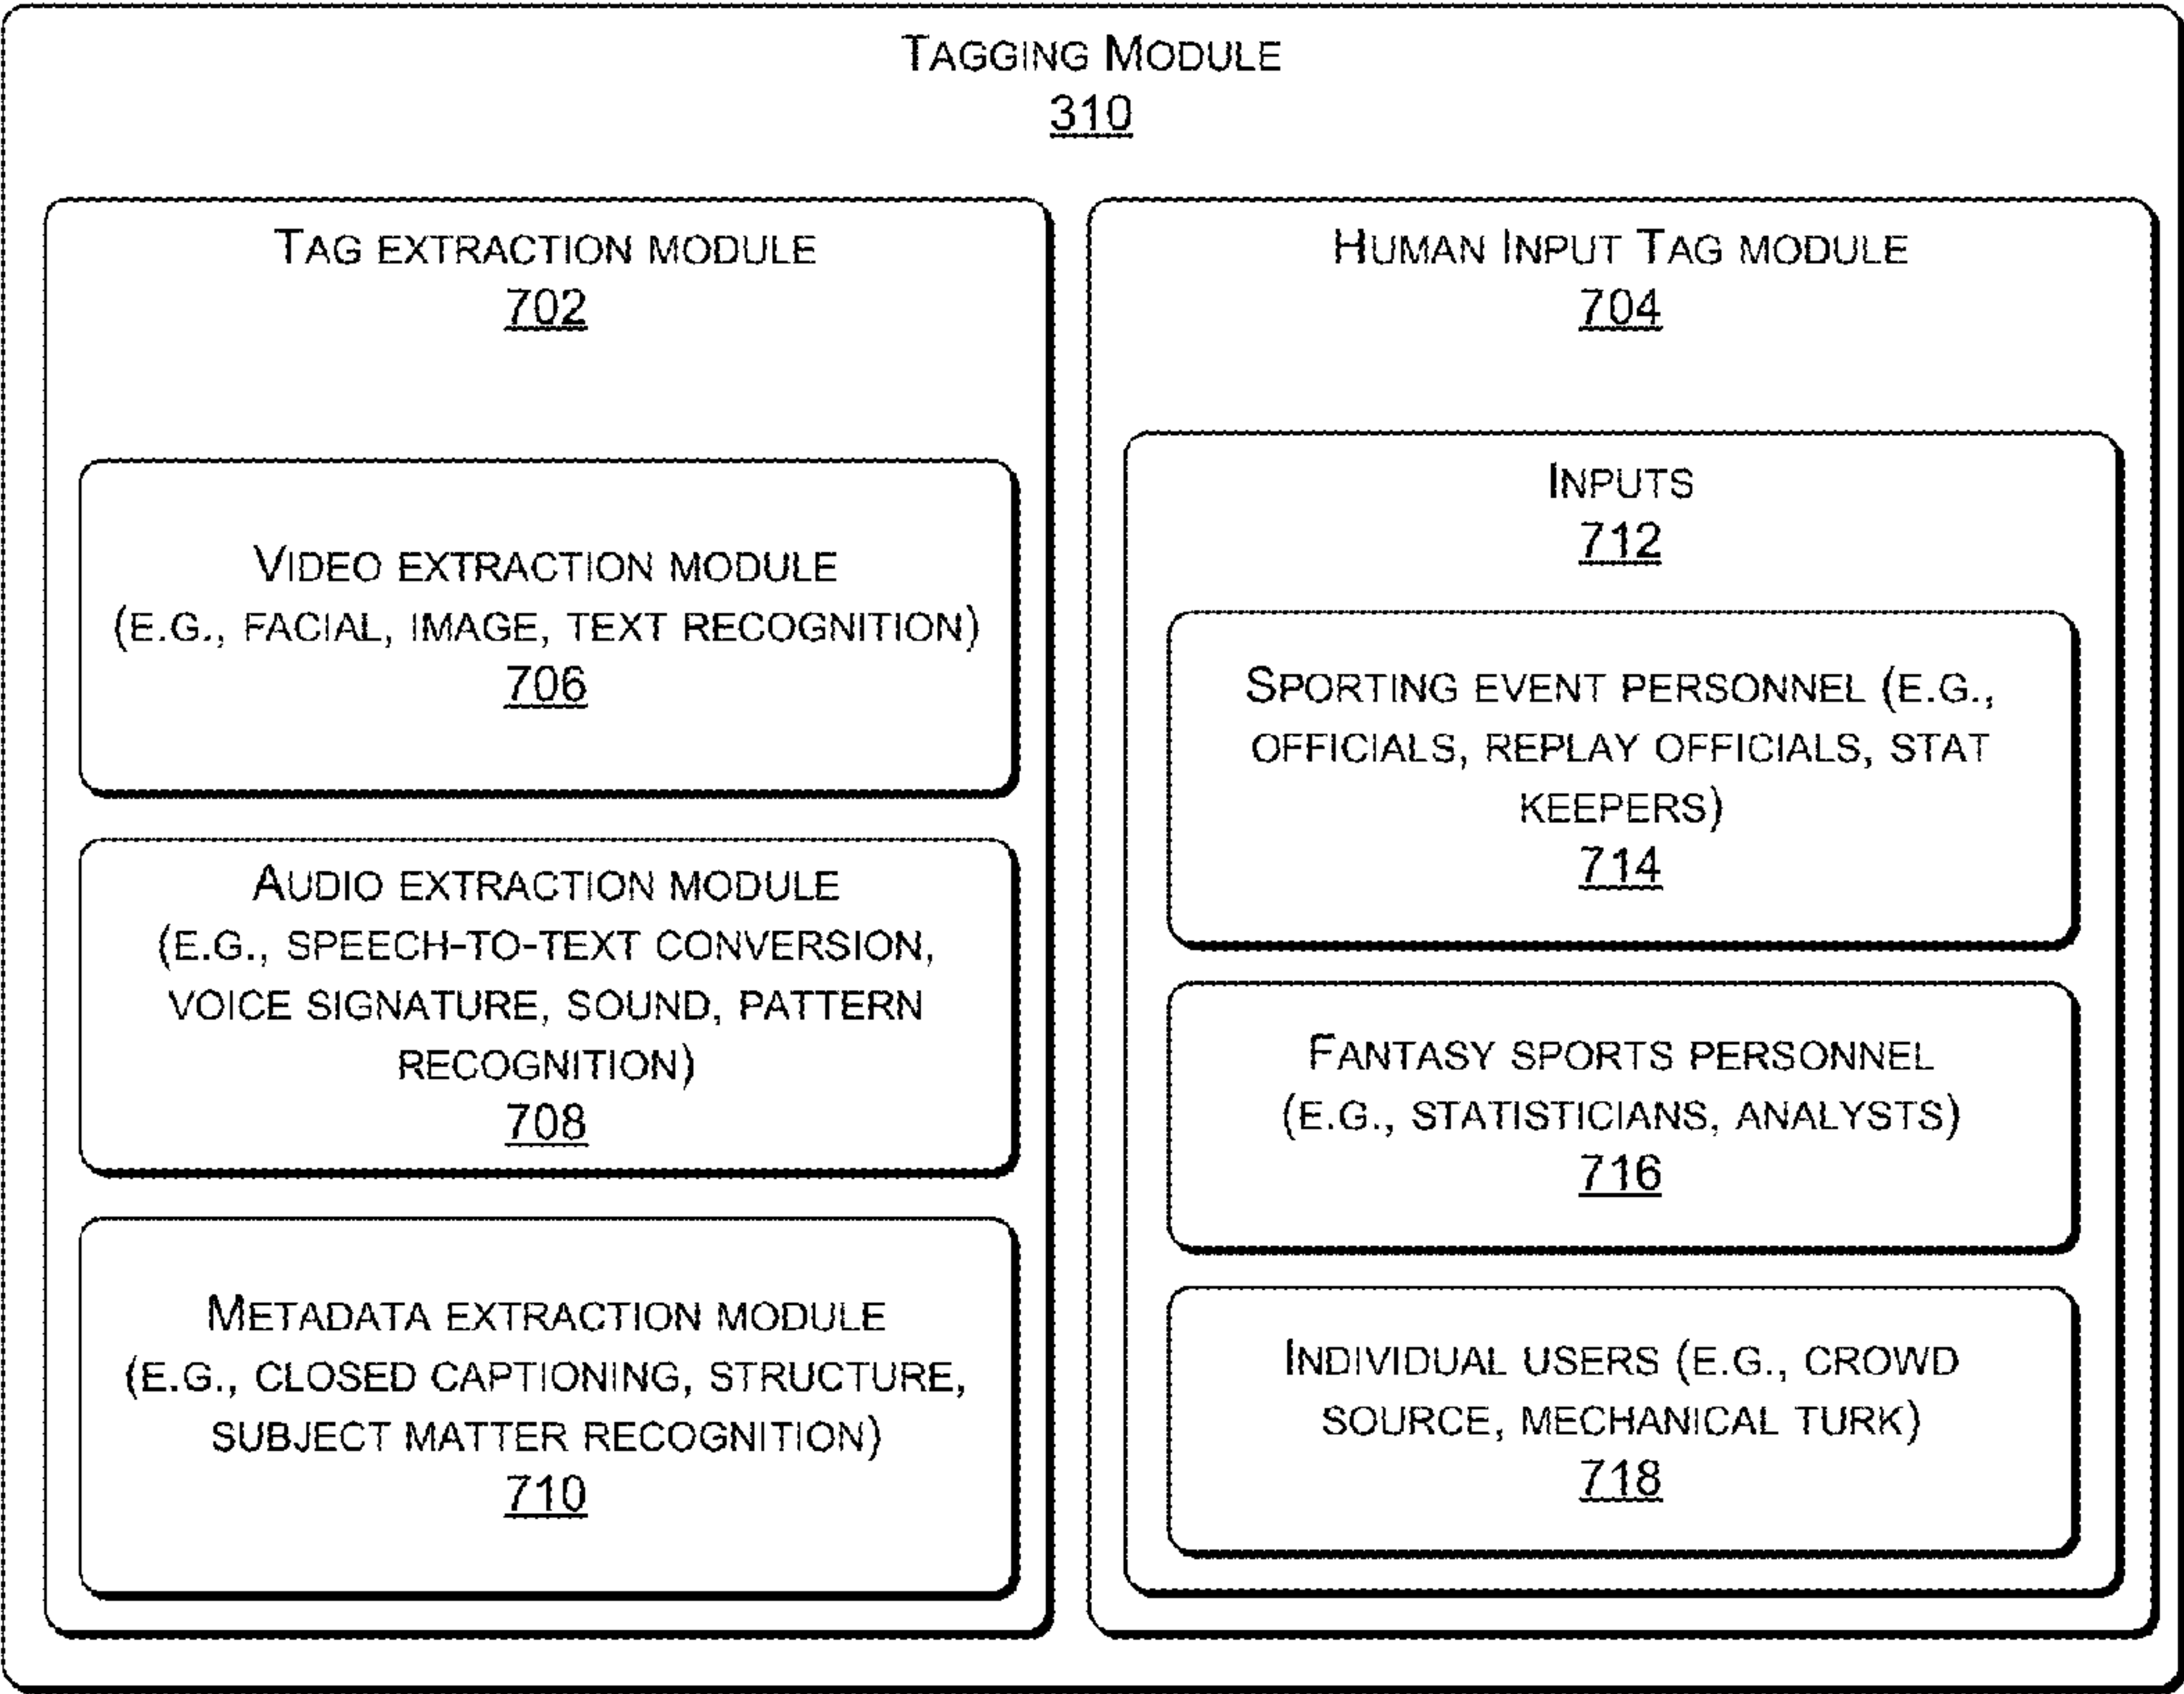 TAGGING MODULE
310
TAG EXTRACTION MODULE
702
VIDEO EXTRACTION MODULE
(E.G., FACIAL, IMAGE, TEXT RECOGNITION)
706
AUDIO EXTRACTION MODULE
(E.G., SPEECH-TO-TEXT CONVERSION,
VOICE SIGNATURE, SOUND, PATTERN
RECOGNITION)
708
METADATA EXTRACTION MODULE
(E.G., CLOSED CAPTIONING, STRUCTURE,
SUBJECT MATTER RECOGNITION)
710
HUMAN INPUT TAG MODULE
704
INPUTS
712
SPORTING EVENT PERSONNEL (E.G.,
OFFICIALS, REPLAY OFFICIALS, STAT
KEEPERS)
714
FANTASY SPORTS PERSONNEL
(E.G., STATISTICIANS, ANALYSTS)
716
INDIVIDUAL USERS (E.G., CROWD
SOURCE, MECHANICAL TURK)
718